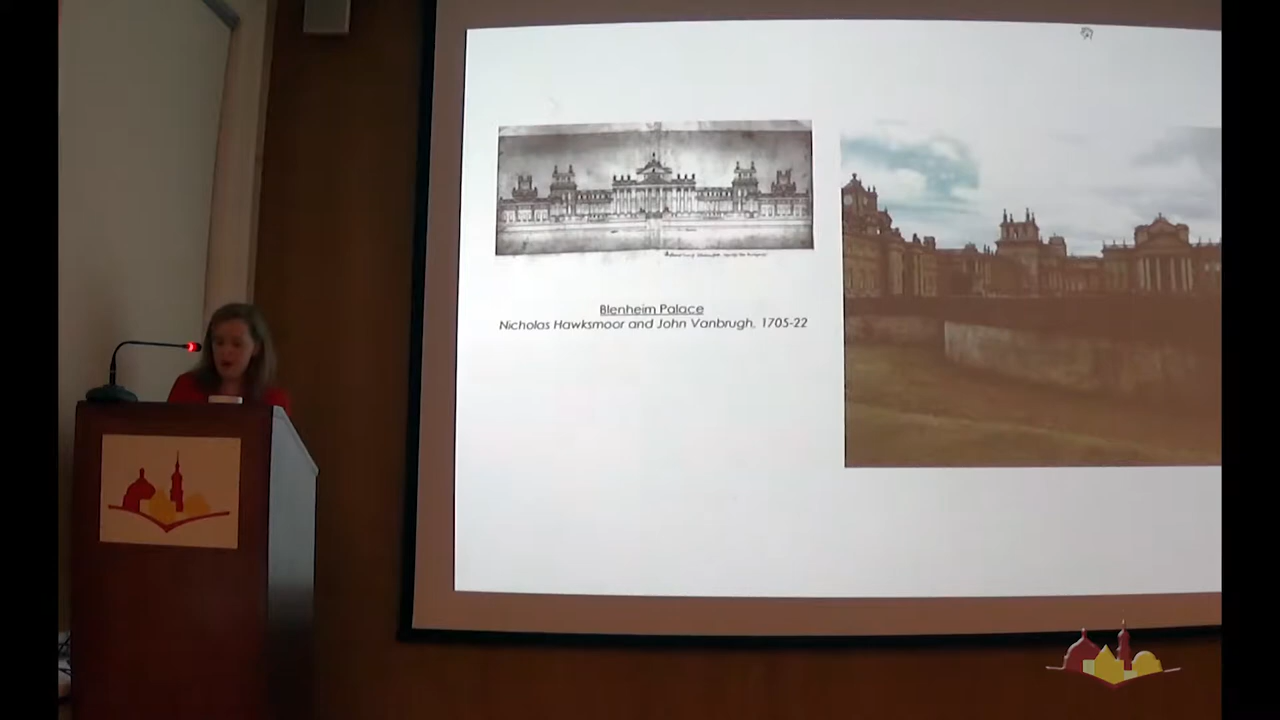 Blenheim Palace
Nicholas Hawksmoor and John Vanbrugh, 1705-22